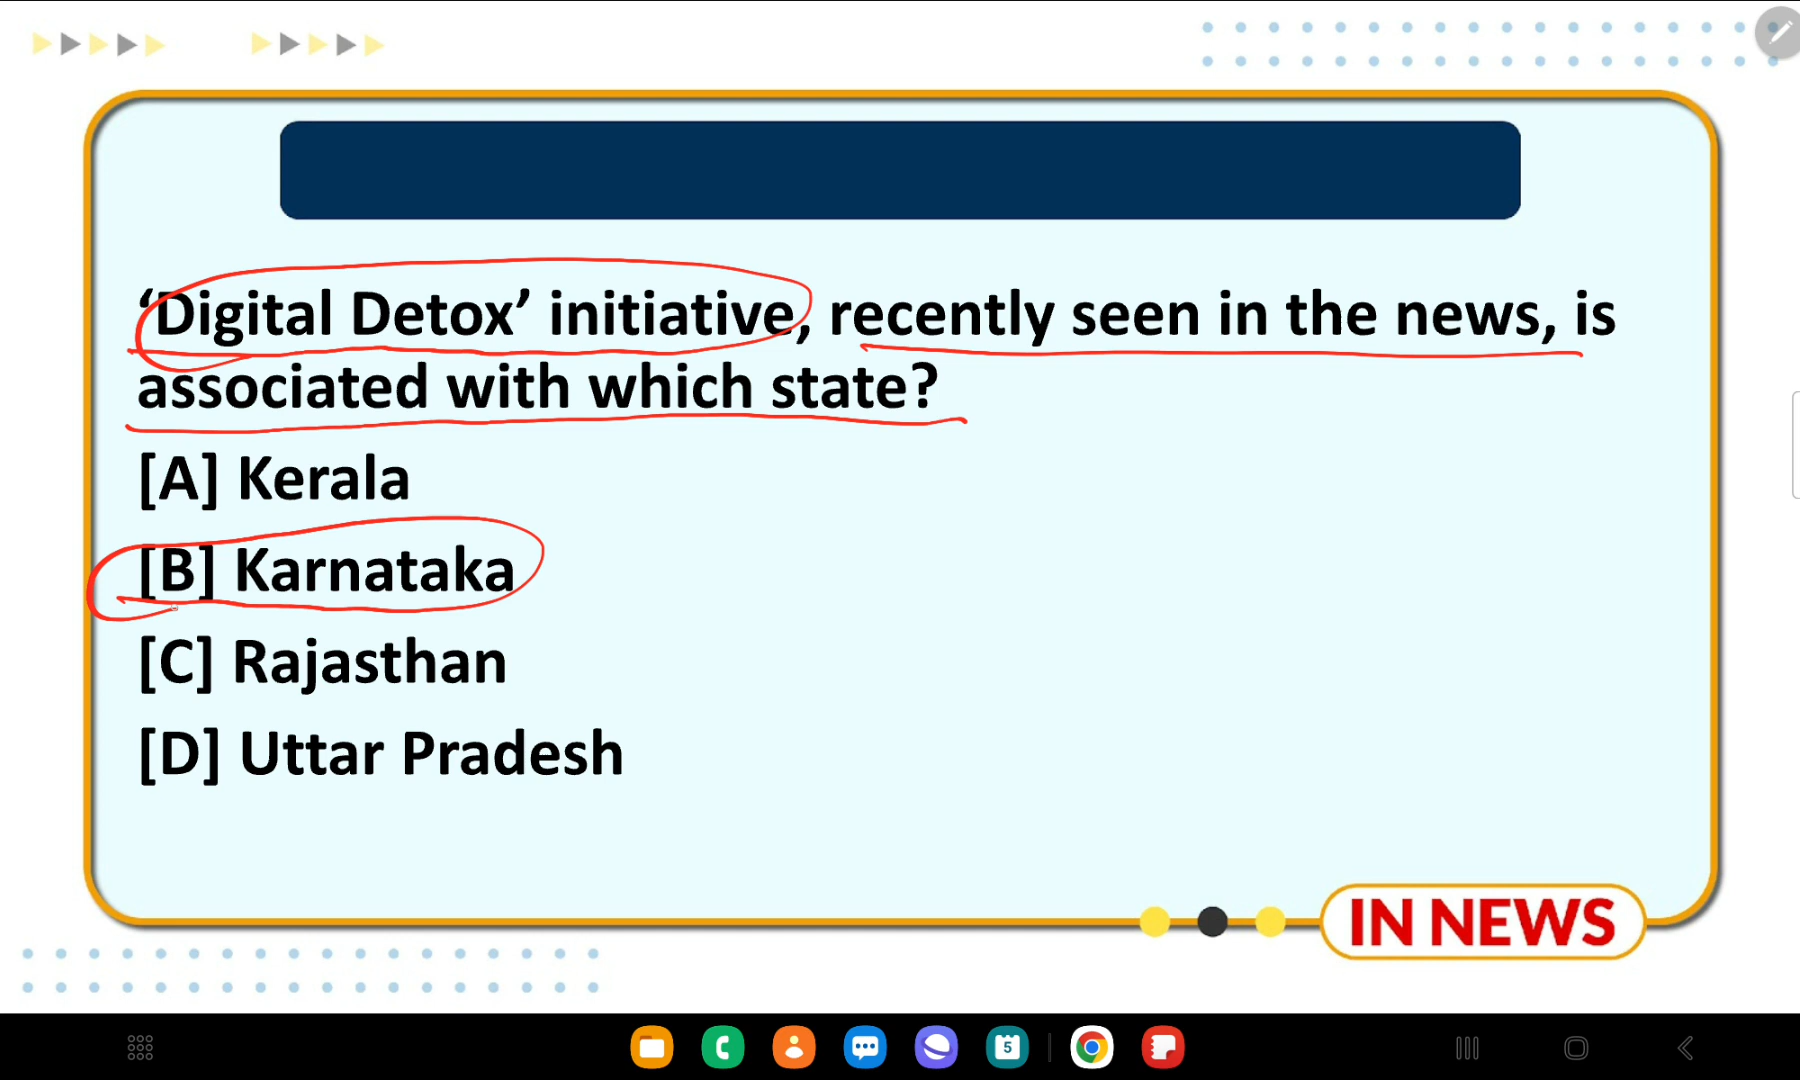 ‘Digital Detox’ initiative, recently seen in the news, is
associated with which state?
[A] Kerala
[B] Karnataka
[C] Rajasthan
[D] Uttar Pradesh
IN NEWS
5